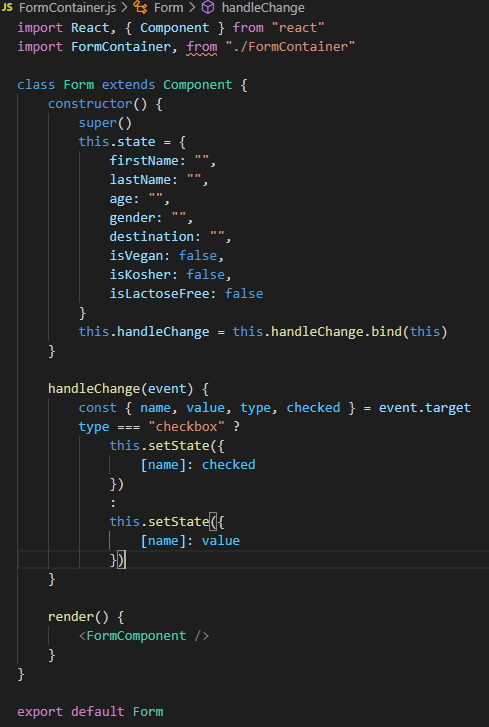 JS FormContainer.js > Form > handleChange
import React, { Component } from "react"
import FormContainer, from "./FormContainer"
class Form extends Component {
constructor() {
super()
this.state = {
firstName: "",
lastName: "",
age: "",
gender: "",
destination: "",
isVegan: false,
isKosher: false,
isLactoseFree: false
}
this.handleChange = this.handleChange.bind(this)
}
handleChange(event) {
const { name, value, type, checked } = event.target
type === "checkbox" ?
this.setState({
[name]: checked
})
:
this.setState({
[name]: value
})
}
render() {
<FormComponent />
}
}
export default Form